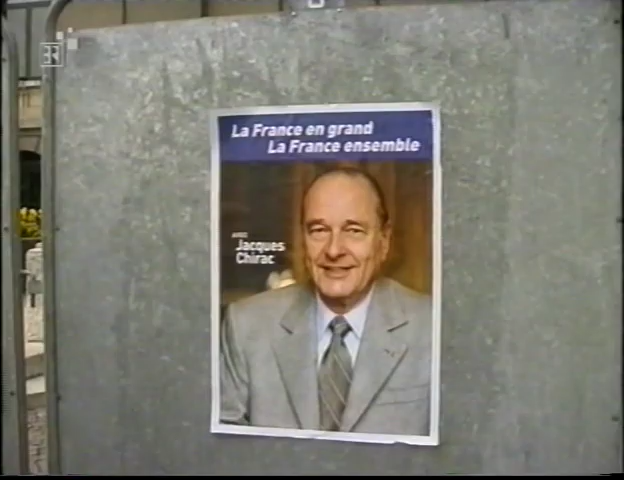 BR
La France en grand
La France ensemble
AVEC
Jacques
Chirac